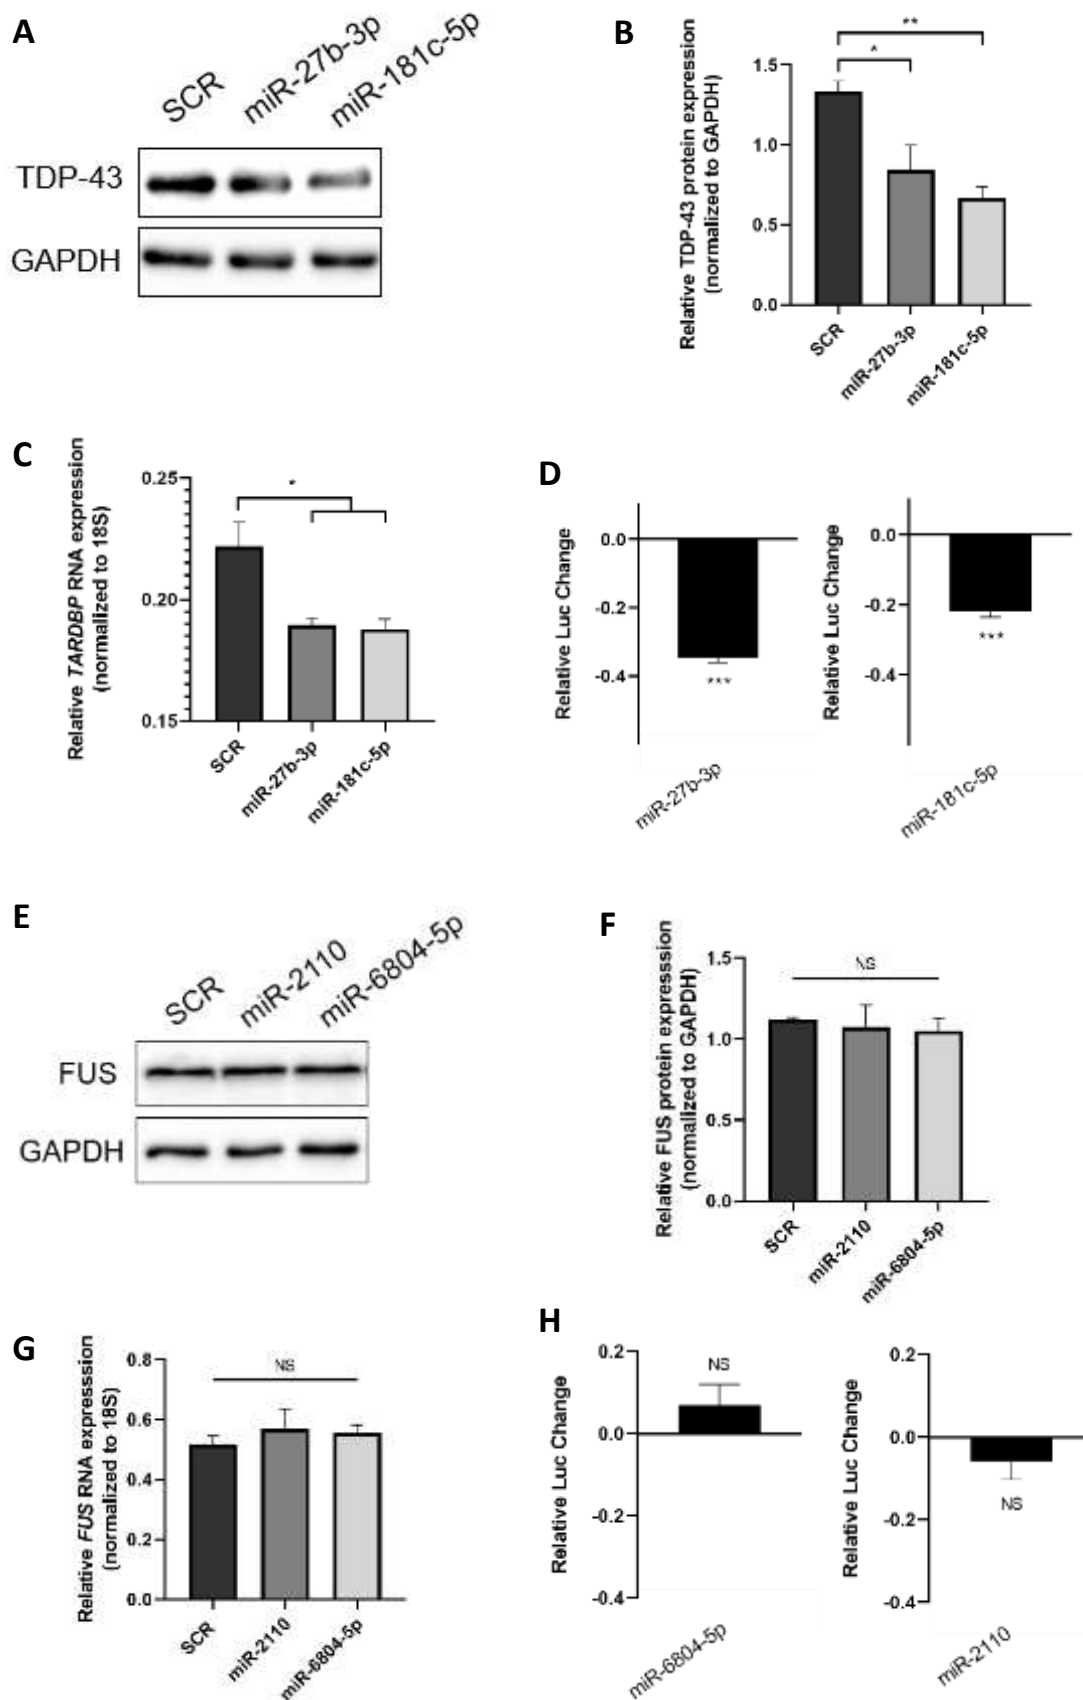 A
SCR
miR-27b-3p
miR-181c-5p
TDP-43
GAPDH
B
Relative TDP-43 protein expression
(normalized to GAPDH)
**
*
1.5
1.0
0.5
0.0
SCR
miR-27b-3p
miR-181c-5p
C
Relative TARDBP RNA expression
(normalized to 18S)
*
0.25
0.20
0.15
SCR
miR-27b-3p
miR-181c-5p
D
Relative Luc Change
0.0
-0.2
-0.4
***
miR-27b-3p
Relative Luc Change
0.0
-0.2
-0.4
***
miR-181c-5p
E
SCR
miR-2110
miR-6804-5p
FUS
GAPDH
F
Relative FUS protein expresssion
(normalized to GAPDH)
NS
1.5
1.0
0.5
0.0
SCR
miR-2110
miR-6804-5p
G
Relative FUS RNA expresssion
(normalized to 18S)
NS
0.8
0.6
0.4
0.2
0.0
SCR
miR-2110
miR-6804-5p
H
Relative Luc Change
0.2
0.0
-0.2
-0.4
NS
miR-6804-5p
Relative Luc Change
0.2
0.0
-0.2
-0.4
NS
miR-2110